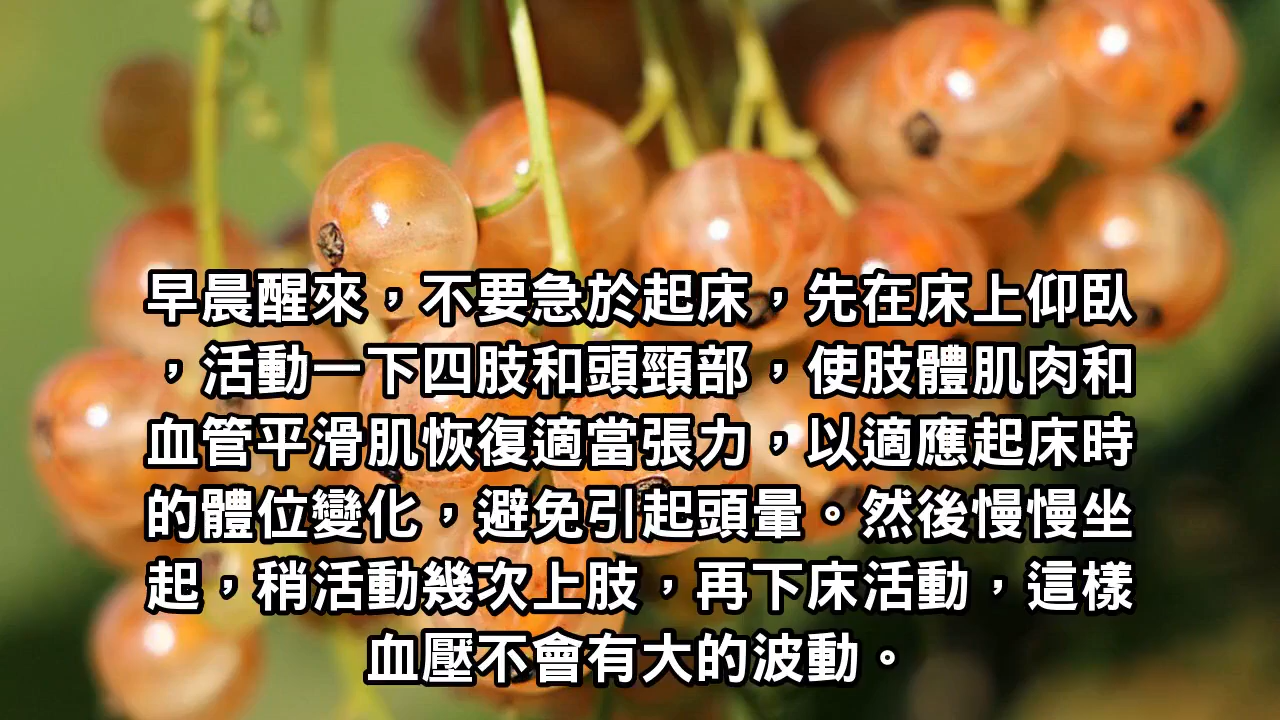 早晨醒來，不要急於起床，先在床上仰臥
，活動一下四肢和頭頸部，使肢體肌肉和
血管平滑肌恢復適當張力，以適應起床時
的體位變化，避免引起頭暈。然後慢慢坐
起，稍活動幾次上肢，再下床活動，這樣
血壓不會有大的波動。